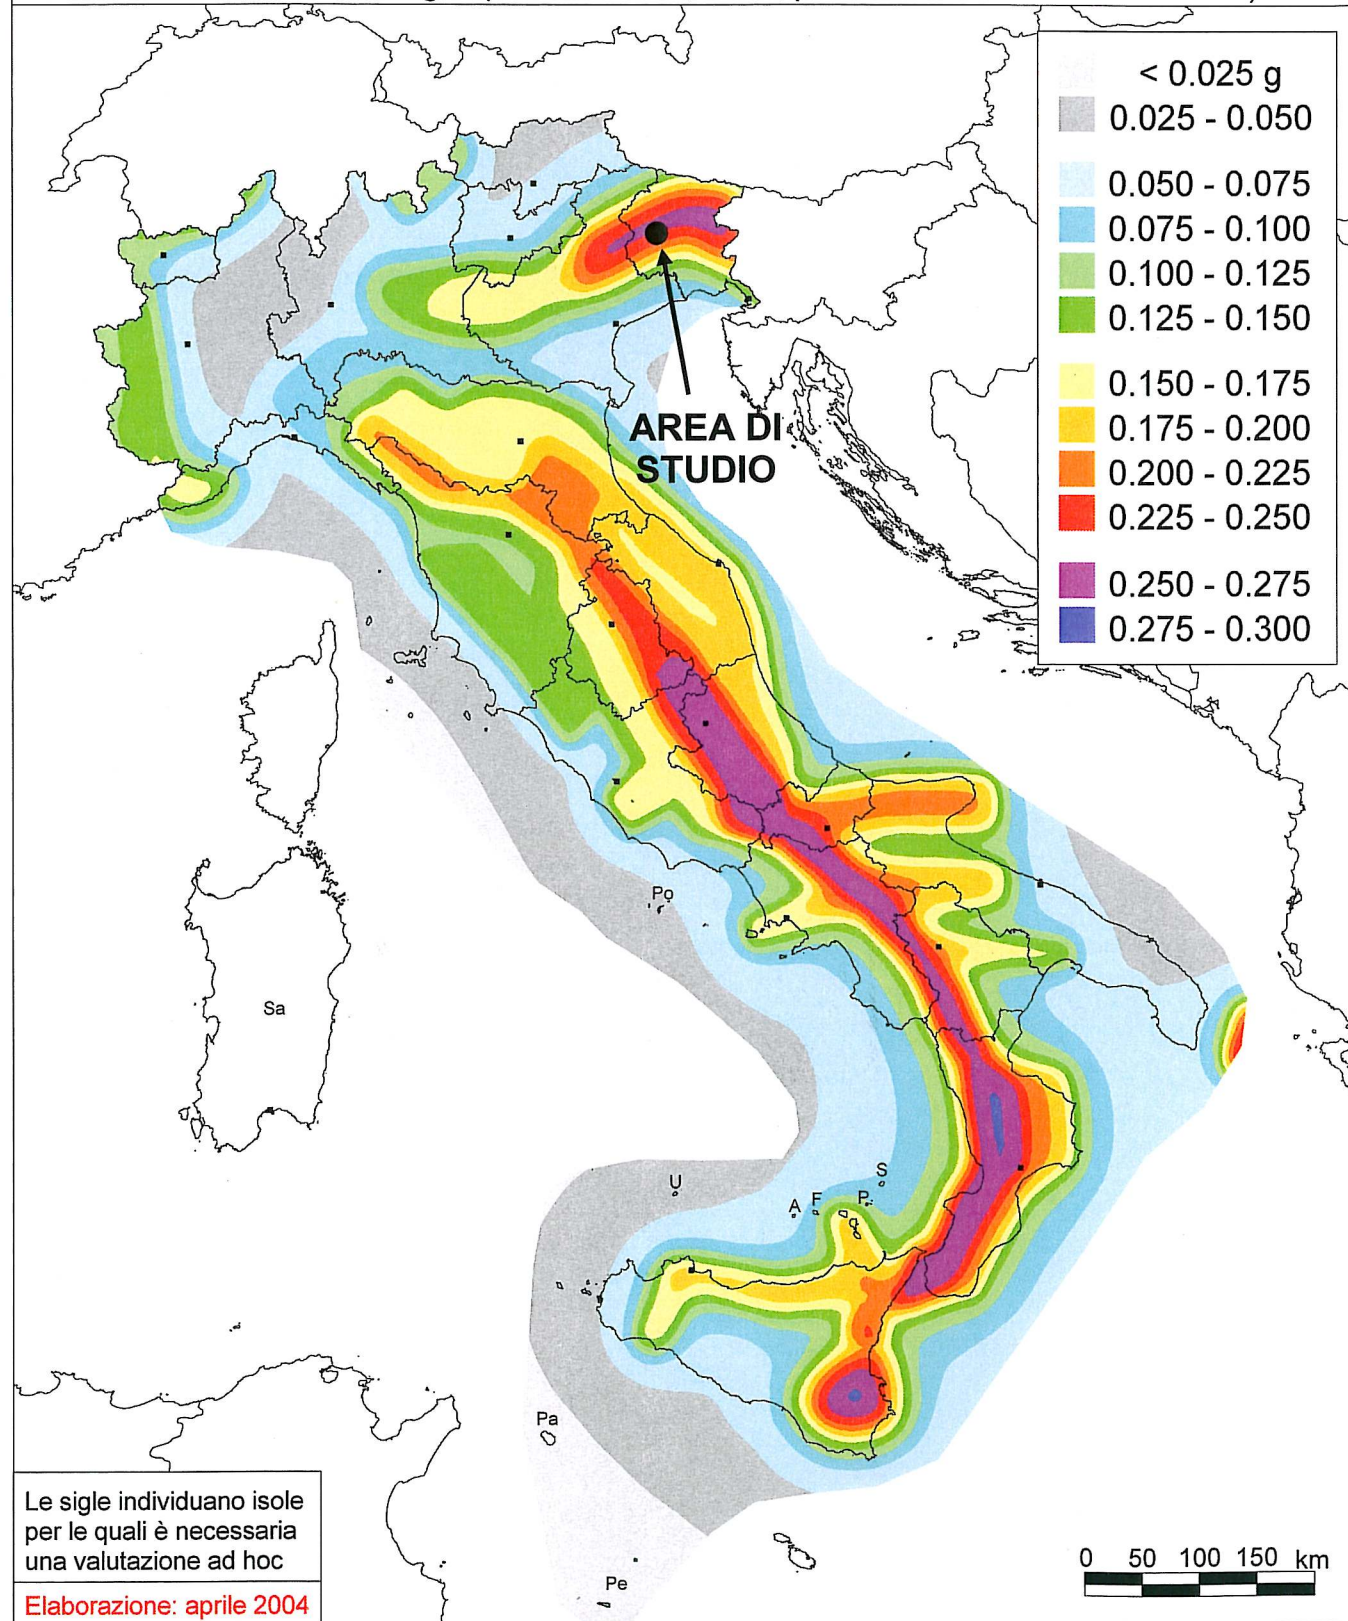 < 0.025 g
0.025 - 0.050
0.050 - 0.075
0.075 - 0.100
0.100 - 0.125
0.125 - 0.150
0.150 - 0.175
0.175 - 0.200
0.200 - 0.225
0.225 - 0.250
0.250 - 0.275
0.275 - 0.300
AREA DI
STUDIO
Po
Sa
U
S
A
F
P
Pa
Pe
Le sigle individuano isole
per le quali è necessaria
una valutazione ad hoc
Elaborazione: aprile 2004
0 50 100 150 km